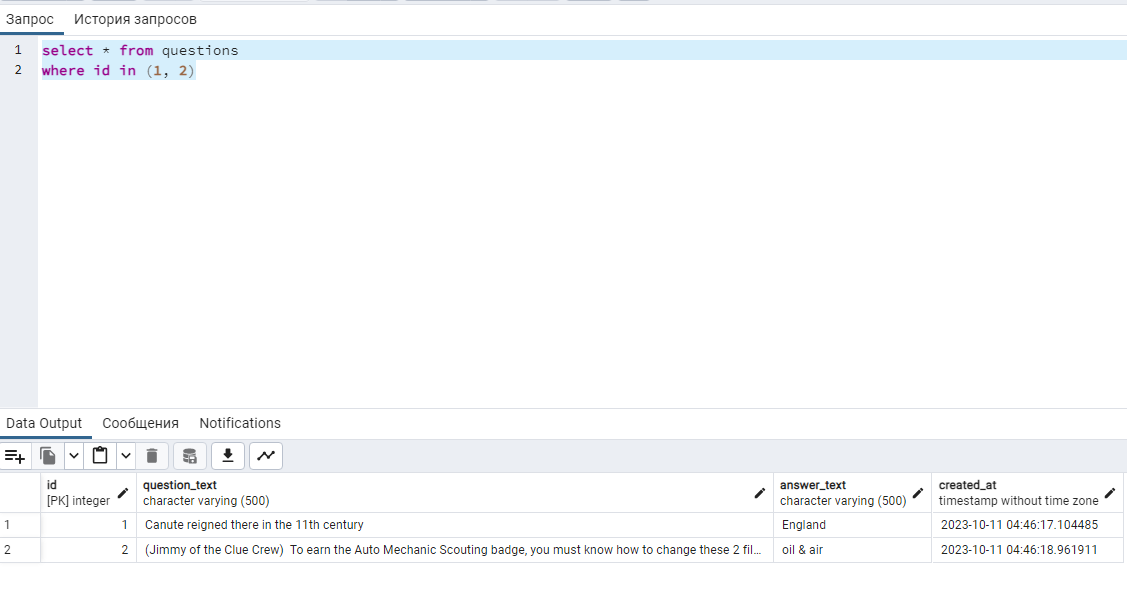 Запрос История запросов
1 select * from questions
2 where id in (1, 2)
Data Output Сообщения Notifications
id question_text answer_text created_at
[PK] integer character varying (500) character varying (500) timestamp without time zone
1 1 Canute reigned there in the 11th century England 2023-10-11 04:46:17.104485
2 2 (Jimmy of the Clue Crew) To earn the Auto Mechanic Scouting badge, you must know how to change these 2 fil... oil & air 2023-10-11 04:46:18.961911